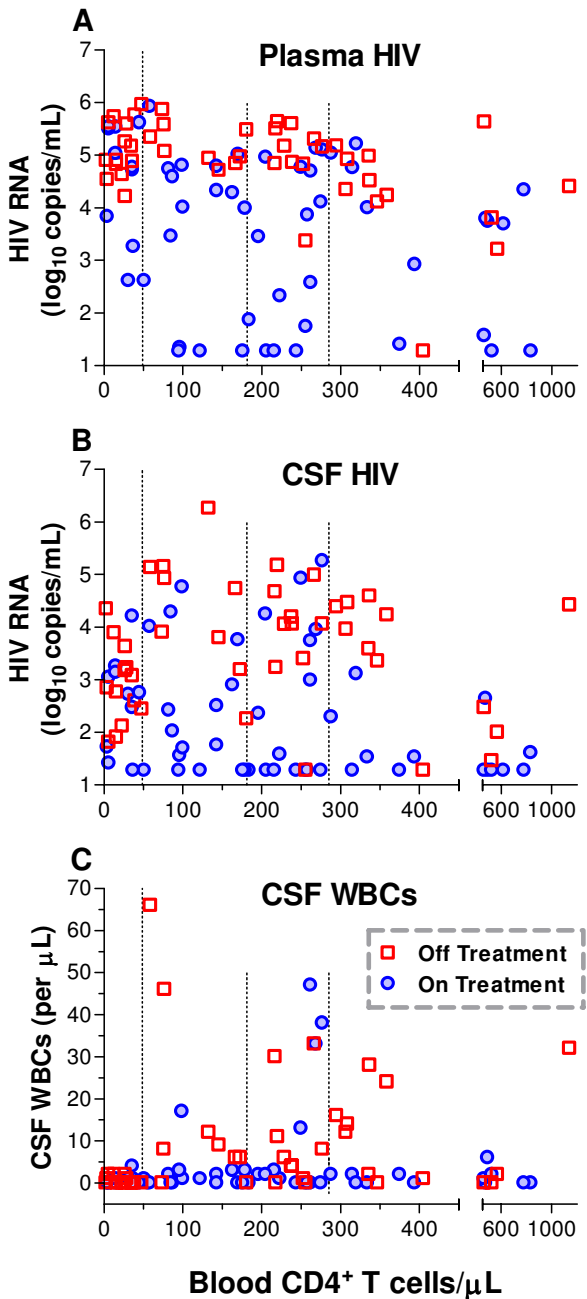 A
Plasma HIV
HIV RNA
(log10 copies/mL)
7
6
5
4
3
2
1
0 100 200 300 400 600 1000
B
CSF HIV
HIV RNA
(log10 copies/mL)
7
6
5
4
3
2
1
0 100 200 300 400 600 1000
C
CSF WBCs
CSF WBCs (per μL)
70
60
50
40
30
20
10
0
Off Treatment
On Treatment
0 100 200 300 400 600 1000
Blood CD4⁺ T cells/μL